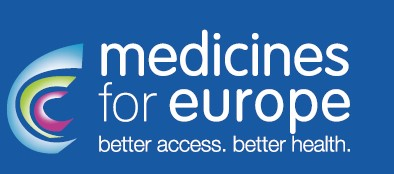 medicines
for europe
better access. better health.